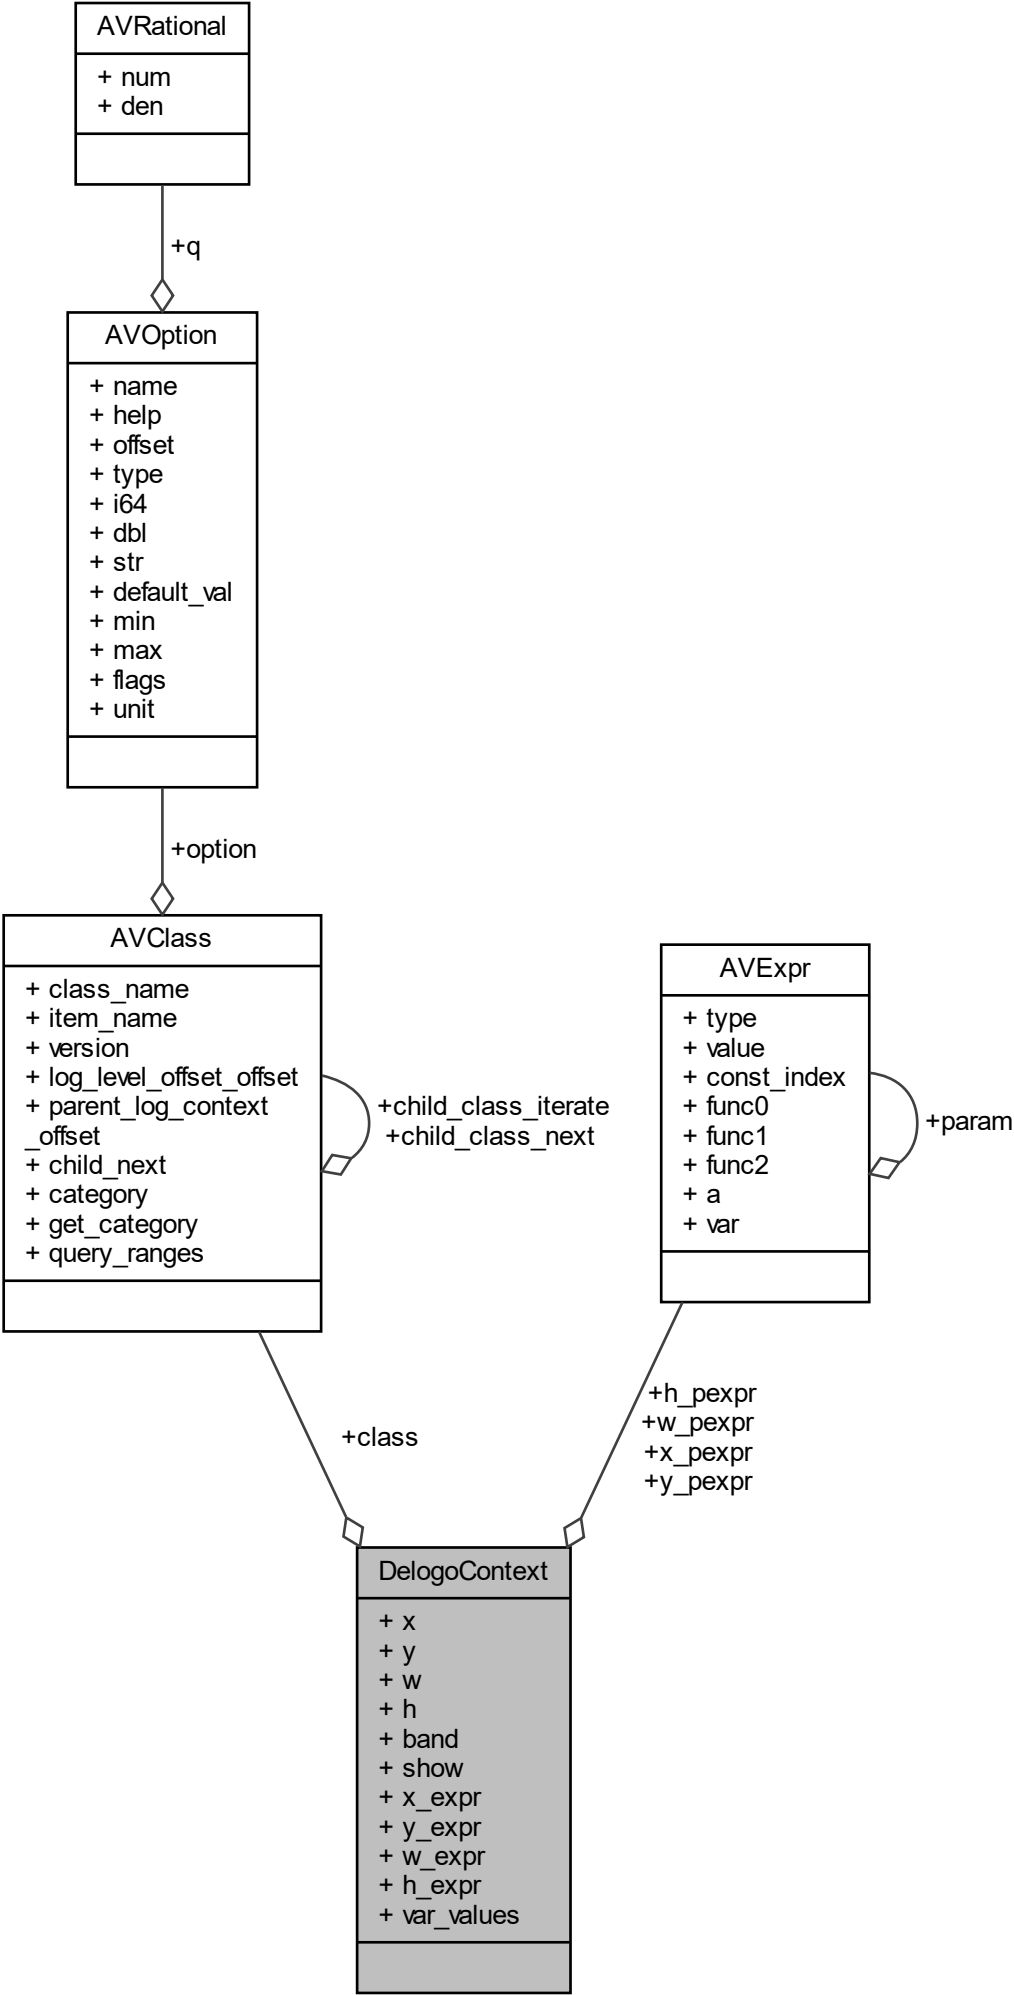 AVRational
+ num
+ den
+q
AVOption
+ name
+ help
+ offset
+ type
+ i64
+ dbl
+ str
+ default_val
+ min
+ max
+ flags
+ unit
+option
AVClass
+ class_name
+ item_name
+ version
+ log_level_offset_offset
+ parent_log_context
_offset
+ child_next
+ category
+ get_category
+ query_ranges
+child_class_iterate
+child_class_next
AVExpr
+ type
+ value
+ const_index
+ func0
+ func1
+ func2
+ a
+ var
+param
+class
+h_pexpr
+w_pexpr
+x_pexpr
+y_pexpr
DelogoContext
+ x
+ y
+ w
+ h
+ band
+ show
+ x_expr
+ y_expr
+ w_expr
+ h_expr
+ var_values